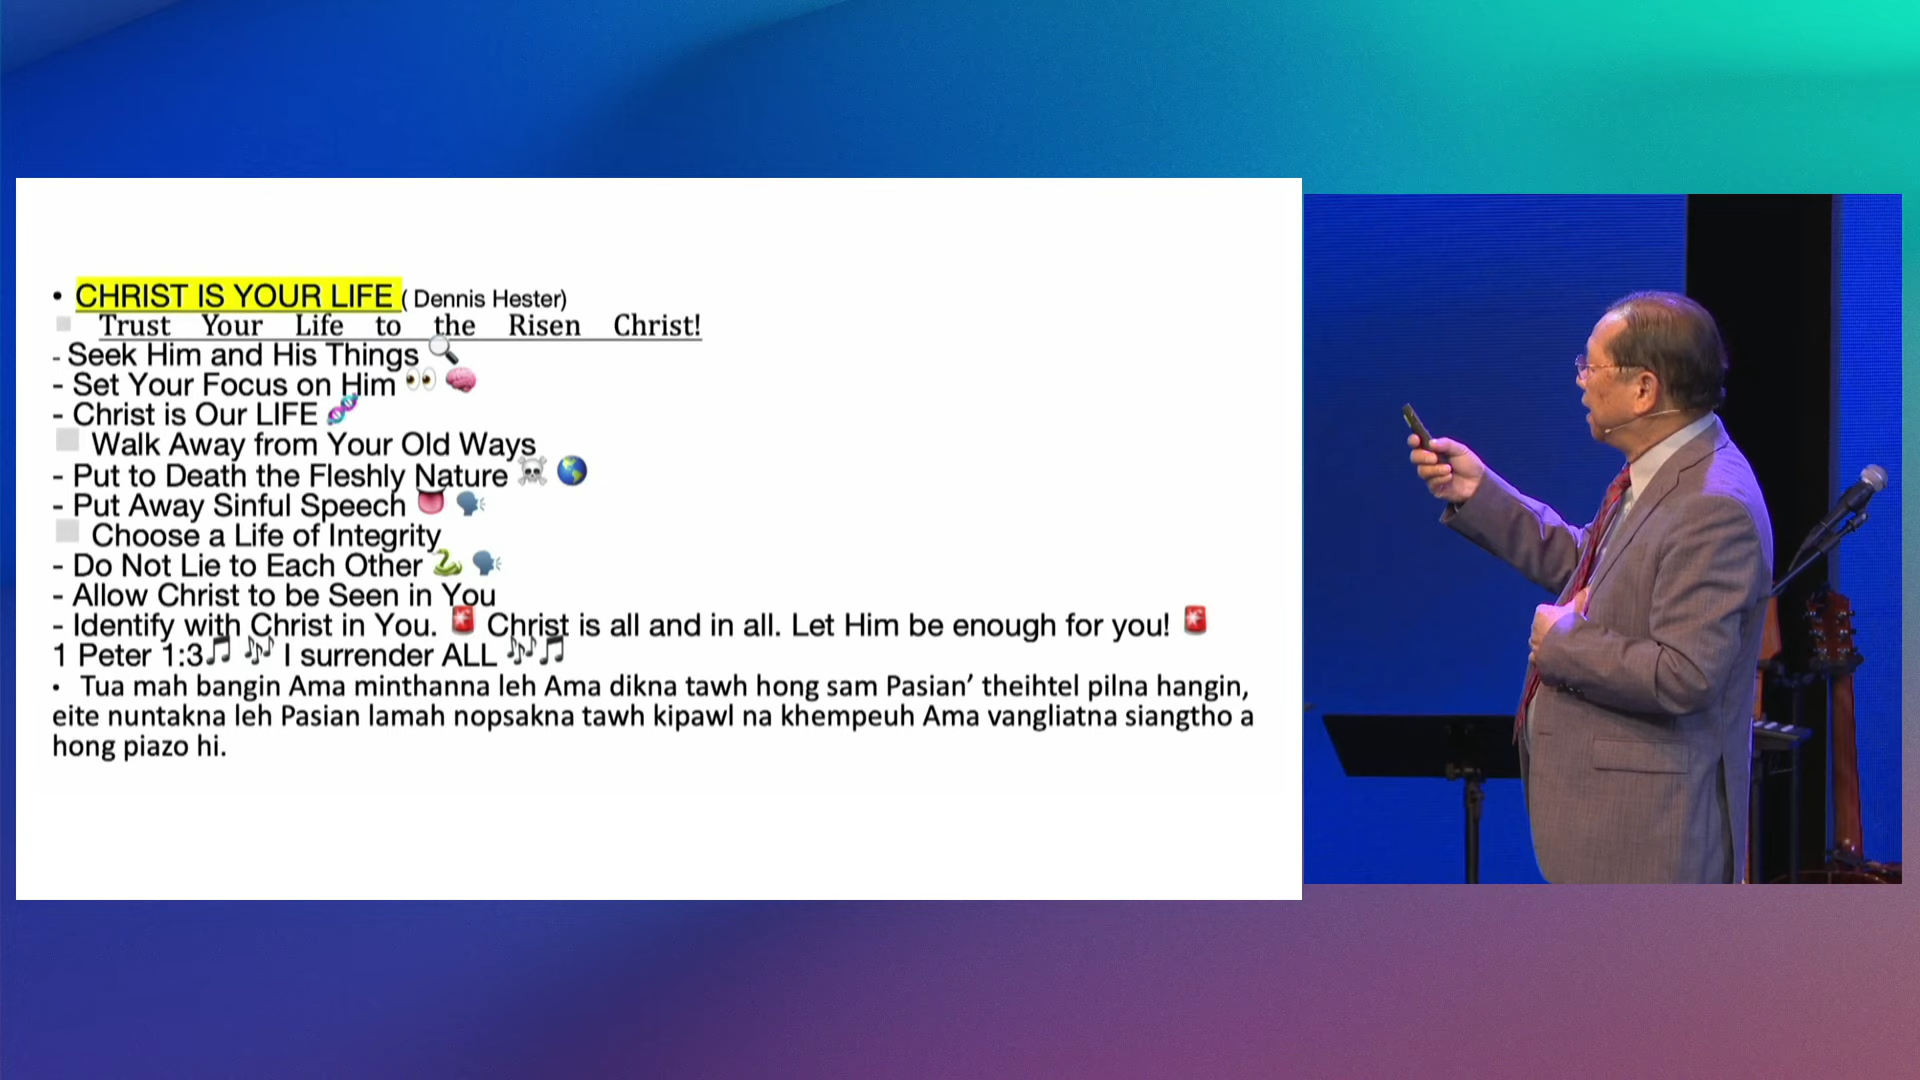 • CHRIST IS YOUR LIFE ( Dennis Hester)
Trust Your Life to the Risen Christ!
- Seek Him and His Things 🔍
- Set Your Focus on Him 👀 🧠
- Christ is Our LIFE 🧬
Walk Away from Your Old Ways
- Put to Death the Fleshly Nature ☠️ 🌎
- Put Away Sinful Speech 👅 🗣️
Choose a Life of Integrity
- Do Not Lie to Each Other 🐍 🗣️
- Allow Christ to be Seen in You
- Identify with Christ in You. 🚨 Christ is all and in all. Let Him be enough for you! 🚨
1 Peter 1:3🎵 🎶 I surrender ALL 🎶🎵
• Tua mah bangin Ama minthanna leh Ama dikna tawh hong sam Pasian’ theihtel pilna hangin,
eite nuntakna leh Pasian lamah nopsakna tawh kipawl na khempeuh Ama vangliatna siangtho a
hong piazo hi.